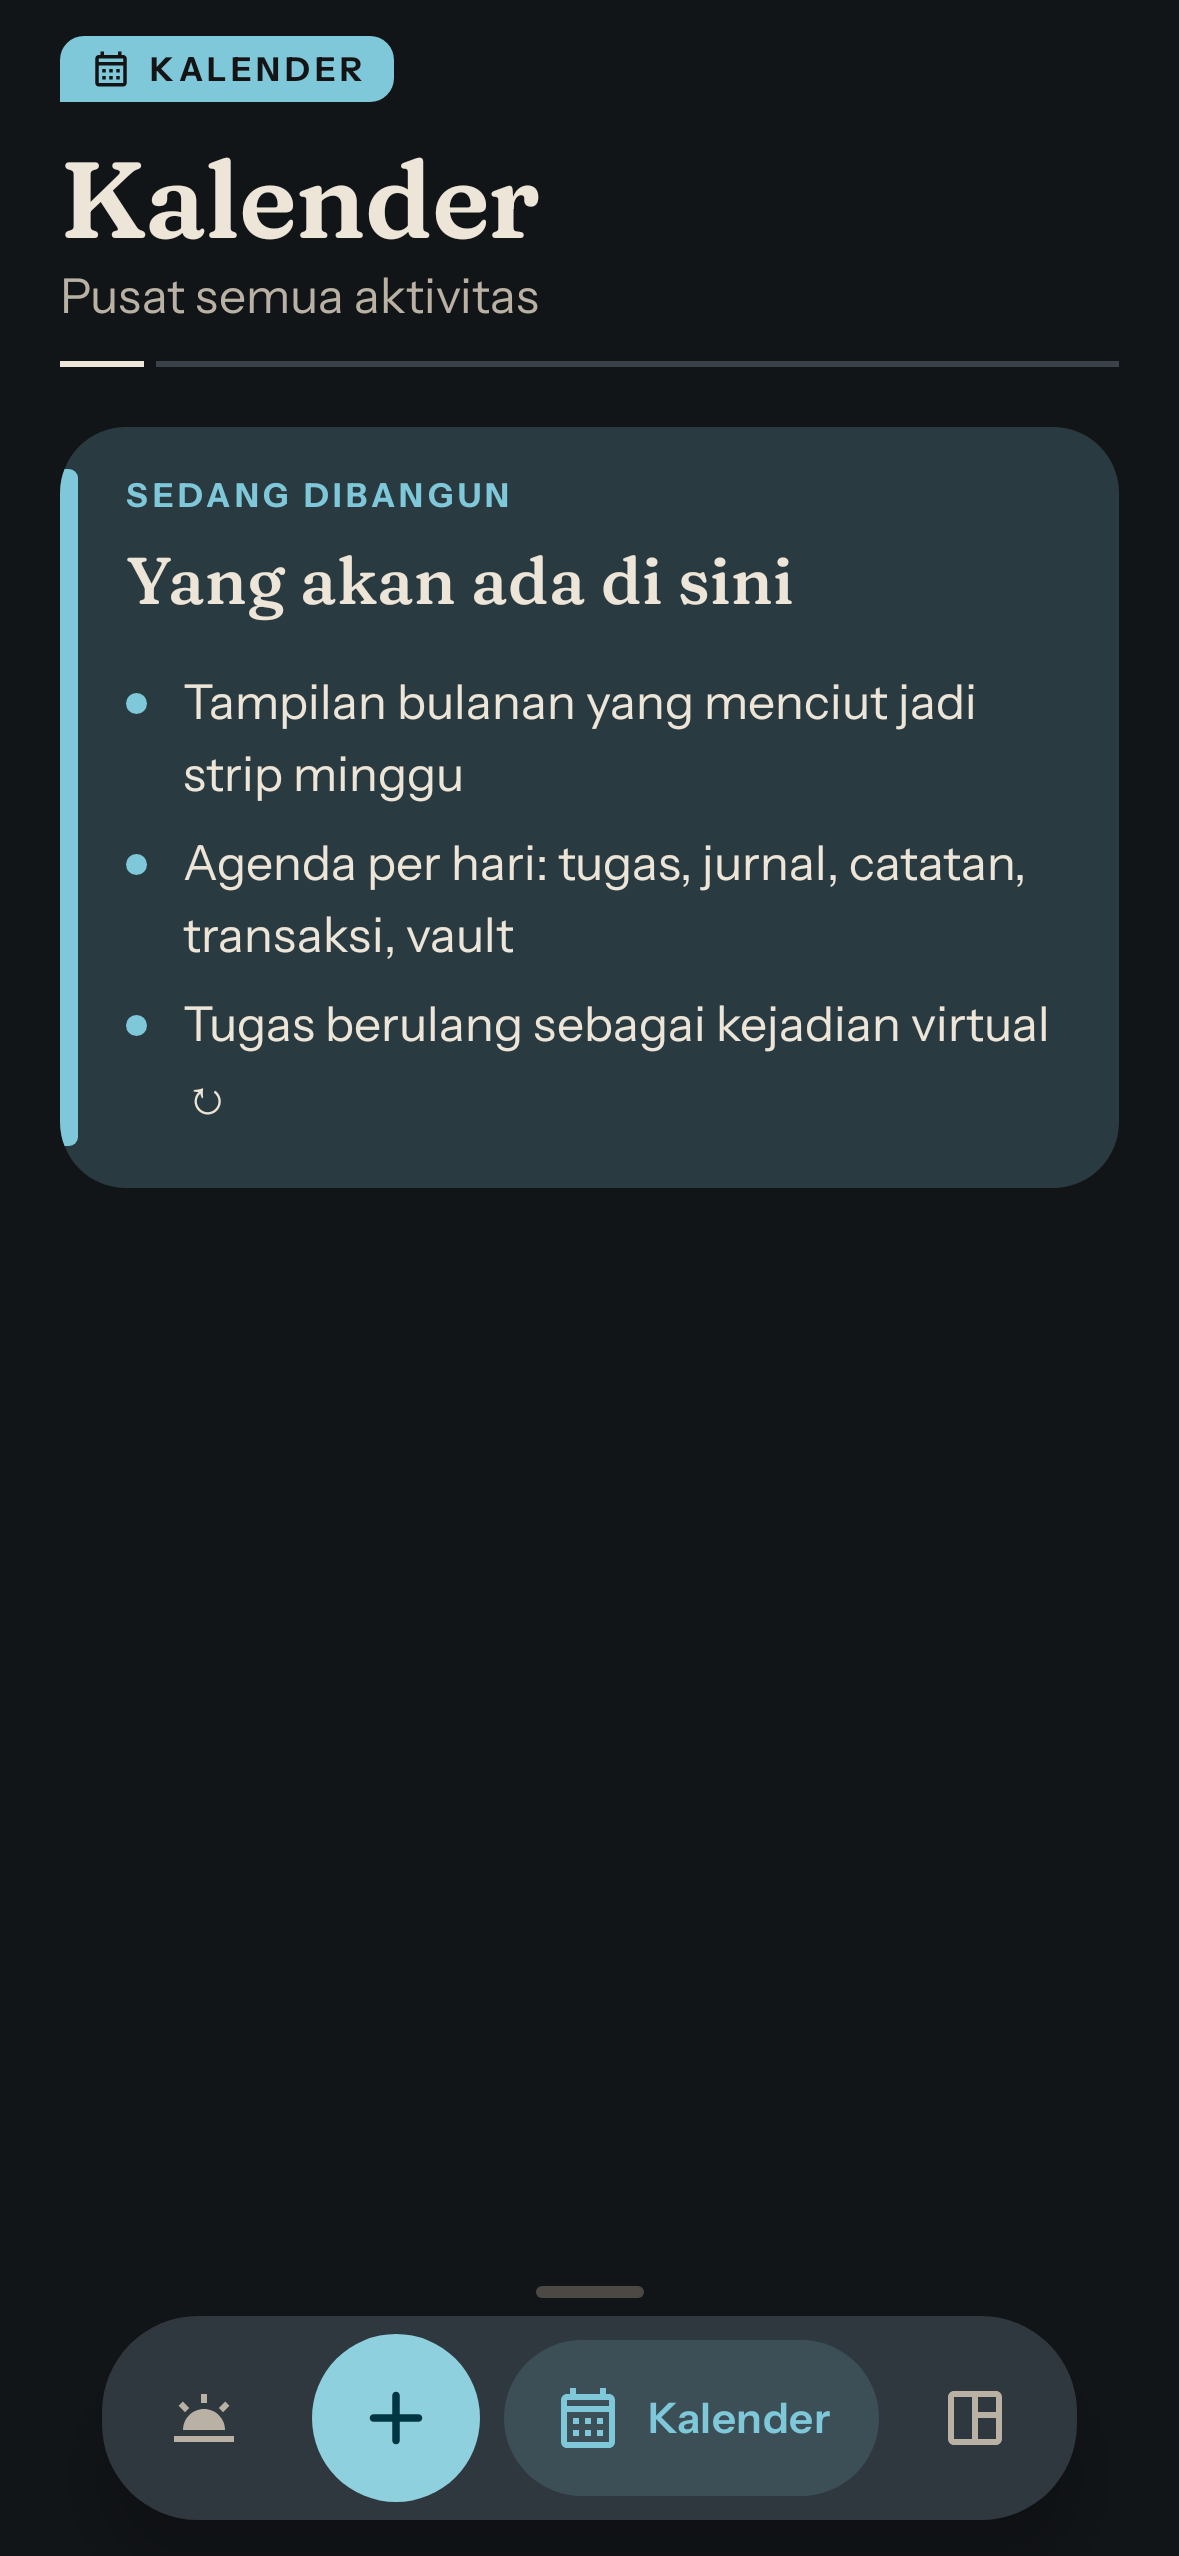 KALENDER
Kalender
Pusat semua aktivitas
SEDANG DIBANGUN
Yang akan ada di sini
Tampilan bulanan yang menciut jadi
strip minggu
Agenda per hari: tugas, jurnal, catatan,
transaksi, vault
Tugas berulang sebagai kejadian virtual
↻
Kalender